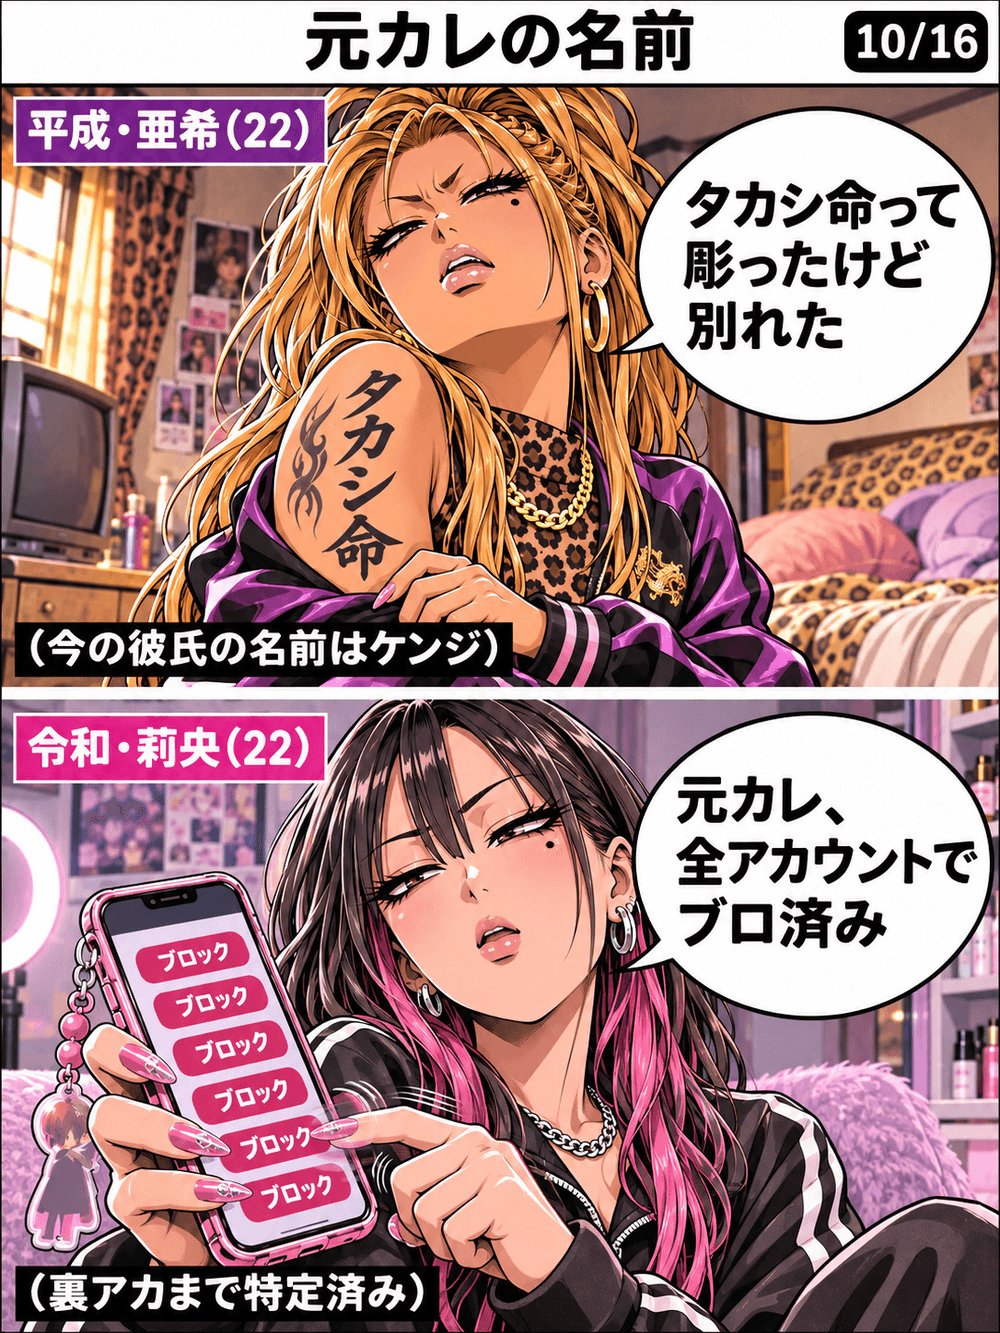 元カレの名前
10/16
平成・亜希(22)
タカシ命って
彫ったけど
別れた
タカシ命
(今の彼氏の名前はケンジ)
令和・莉央(22)
元カレ、
全アカウントで
ブロ済み
ブロック
ブロック
ブロック
ブロック
ブロック
ブロック
(裏アカまで特定済み)